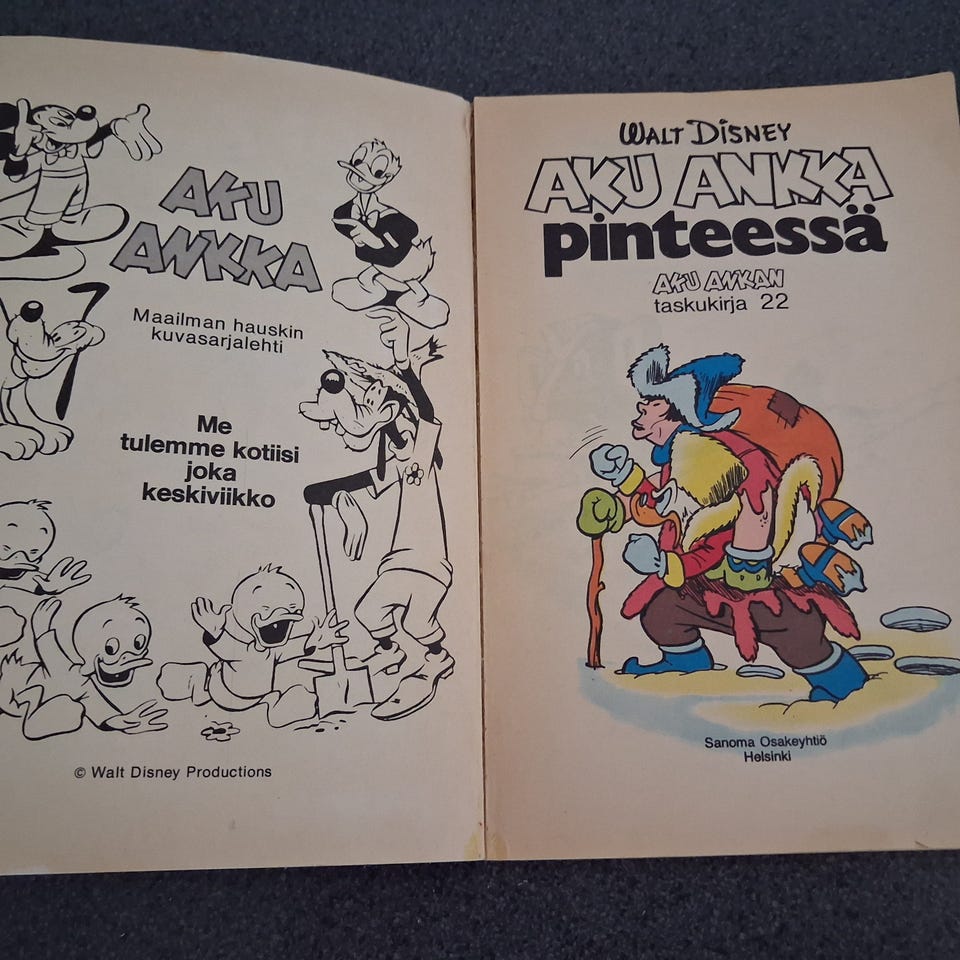 AKU
ANKKA
Maailman hauskin
kuvasarjalehti
Me
tulemme kotiisi
joka
keskiviikko
© Walt Disney Productions
WALT DISNEY
AKU ANKKA
pinteessä
AKU ANKAN
taskukirja 22
Sanoma Osakeyhtiö
Helsinki